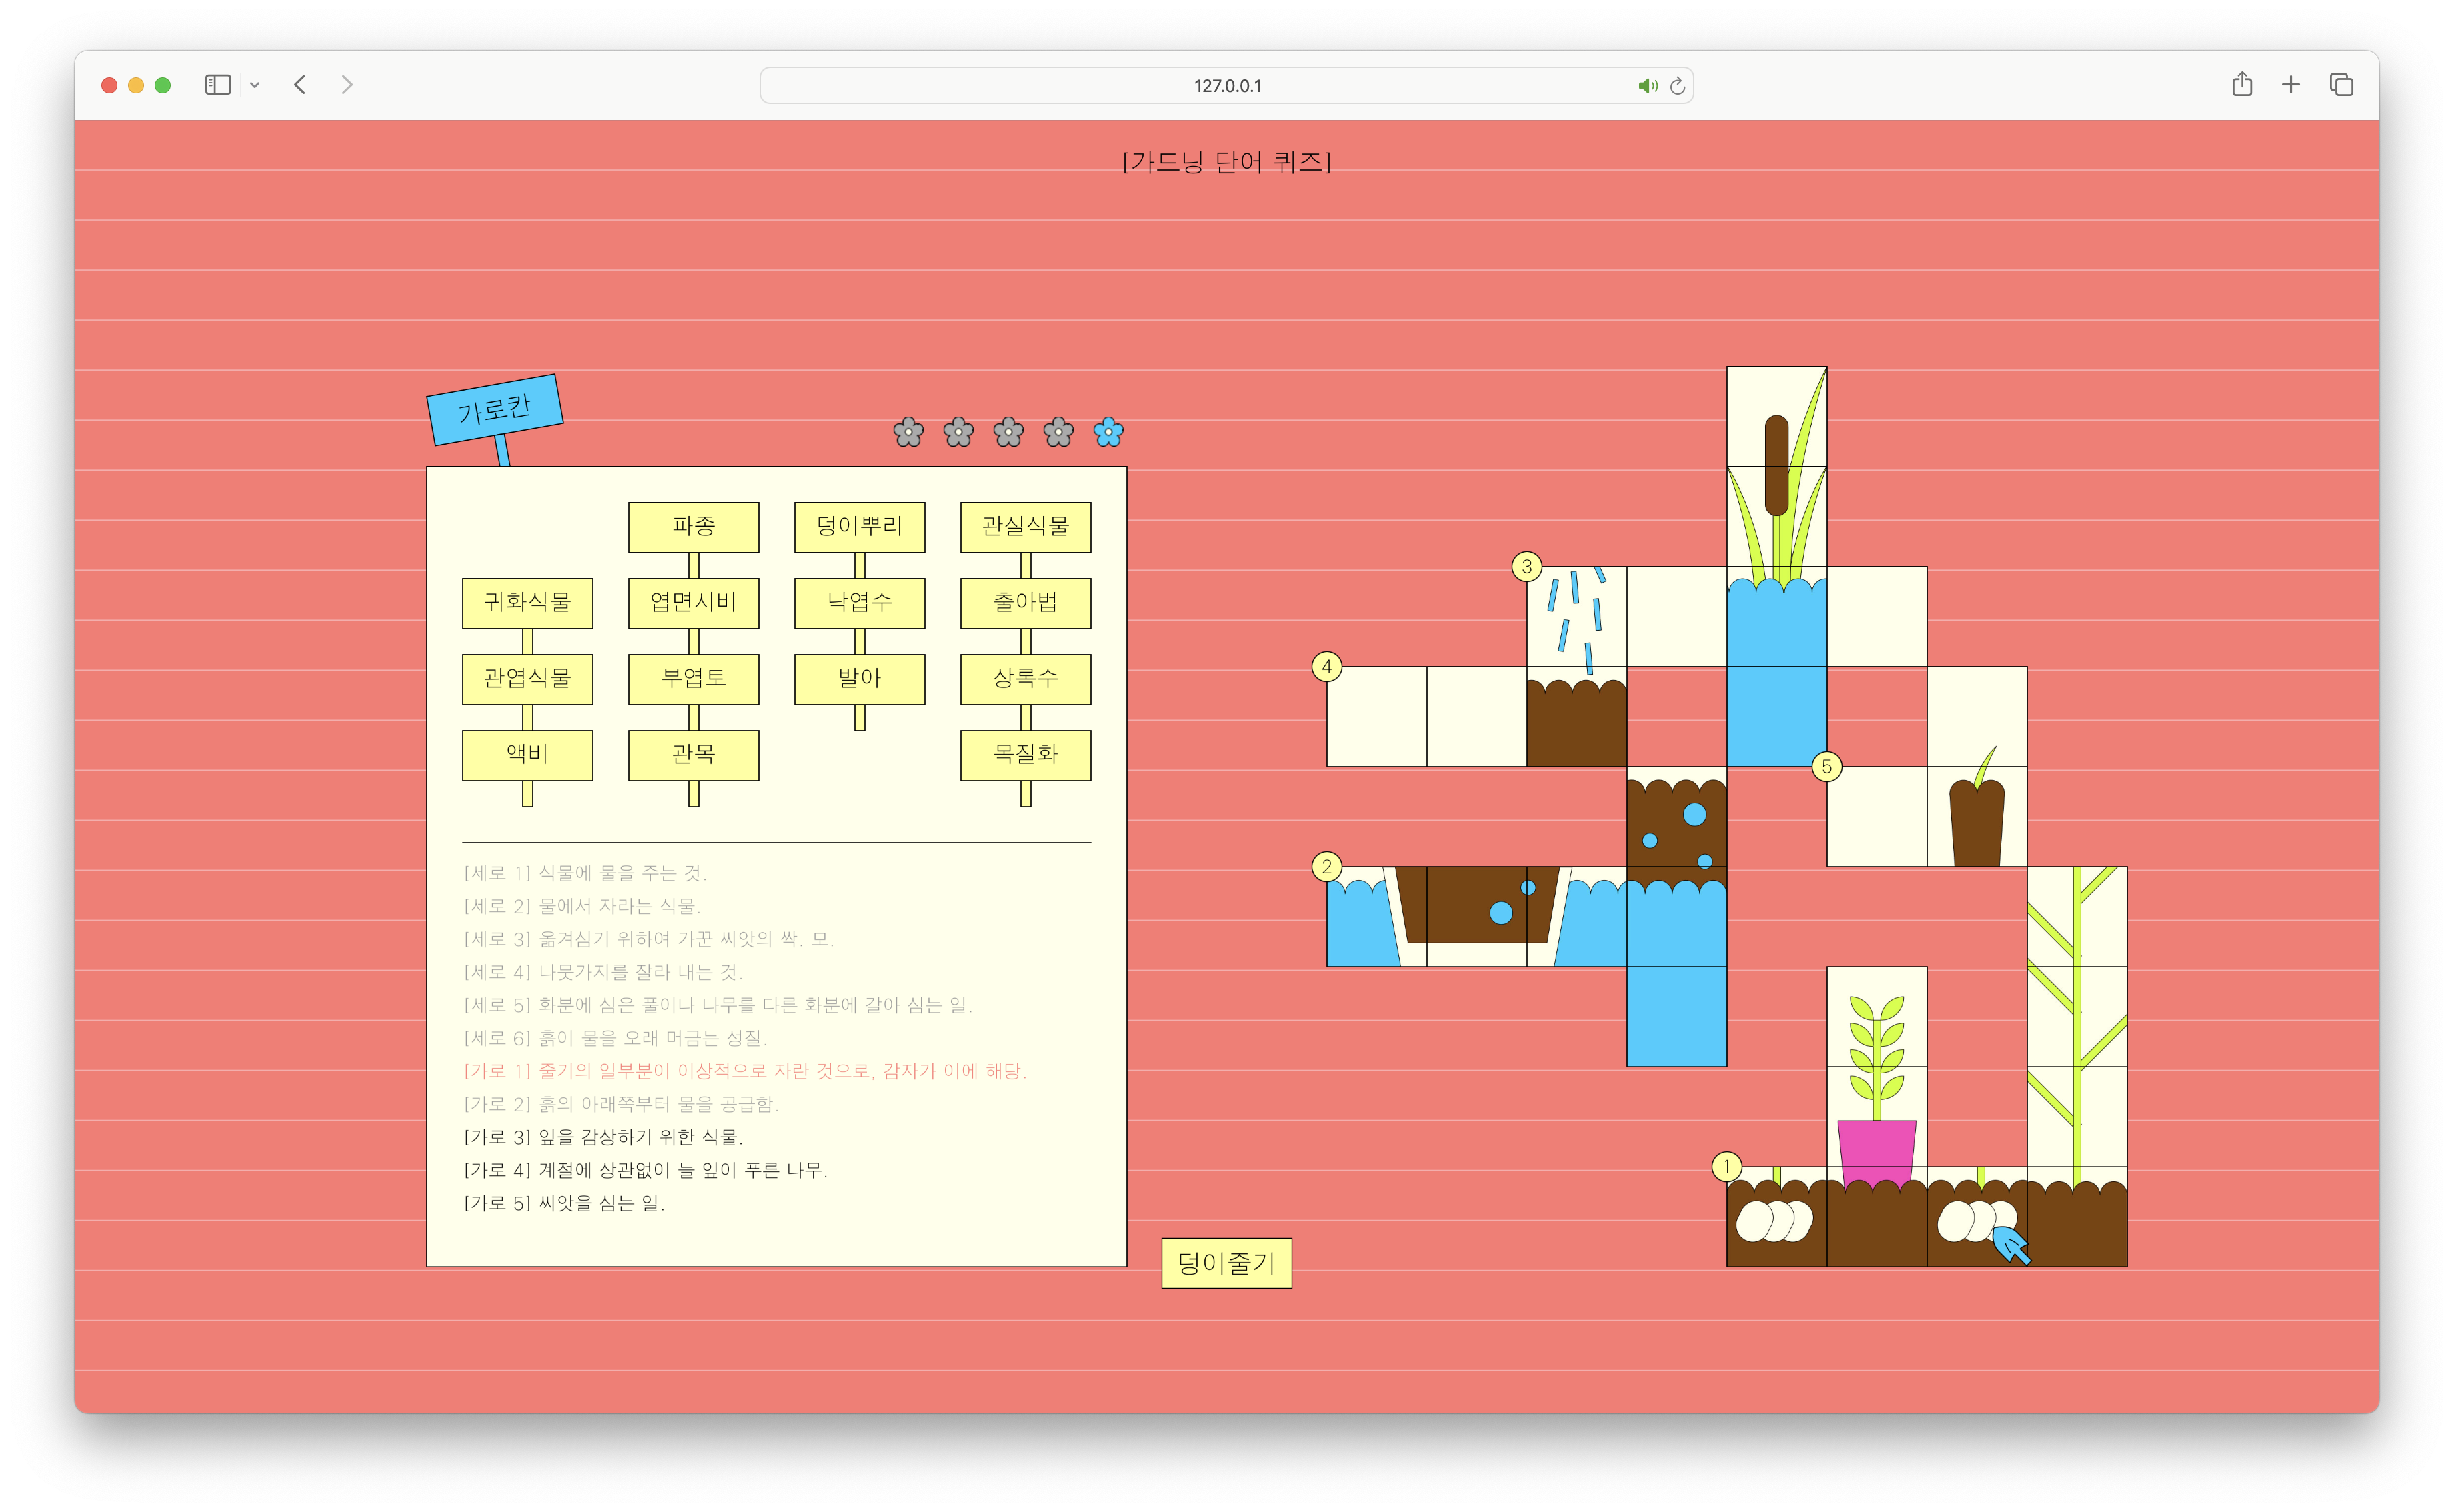 127.0.0.1
[가드닝 단어 퀴즈]
가로칸
파종 덩이뿌리 관실식물
귀화식물 엽면시비 낙엽수 출아법
관엽식물 부엽토 발아 상록수
액비 관목 목질화
[세로 1] 식물에 물을 주는 것.
[세로 2] 물에서 자라는 식물.
[세로 3] 옮겨심기 위하여 가꾼 씨앗의 싹. 모.
[세로 4] 나뭇가지를 잘라 내는 것.
[세로 5] 화분에 심은 풀이나 나무를 다른 화분에 갈아 심는 일.
[세로 6] 흙이 물을 오래 머금는 성질.
[가로 1] 줄기의 일부분이 이상적으로 자란 것으로, 감자가 이에 해당.
[가로 2] 흙의 아래쪽부터 물을 공급함.
[가로 3] 잎을 감상하기 위한 식물.
[가로 4] 계절에 상관없이 늘 잎이 푸른 나무.
[가로 5] 씨앗을 심는 일.
덩이줄기
3
4
5
2
1